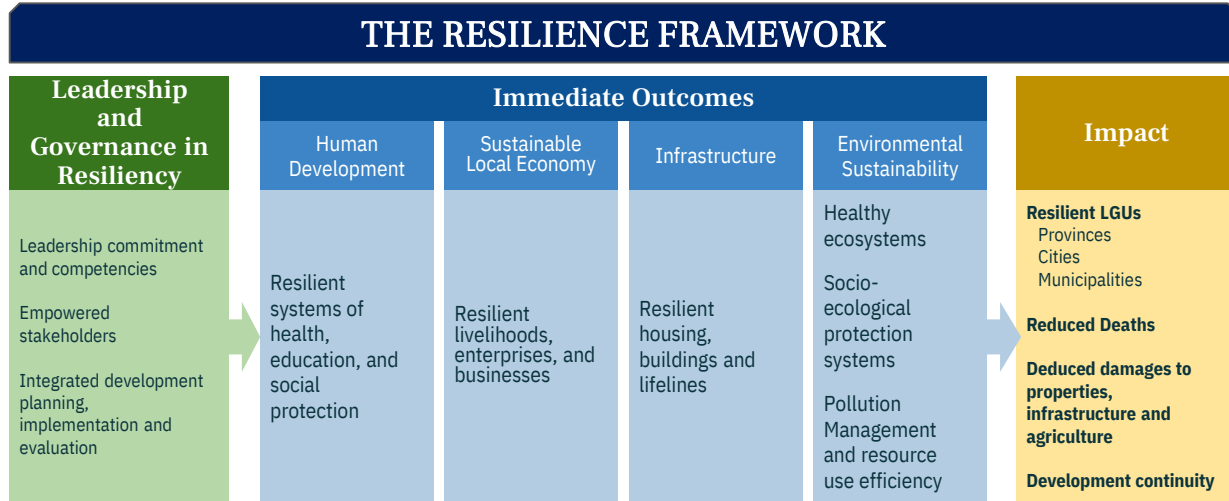 THE RESILIENCE FRAMEWORK
Leadership
and
Governance in
Resiliency
Leadership commitment
and competencies
Empowered
stakeholders
Integrated development
planning,
implementation and
evaluation
Immediate Outcomes
Human
Development
Resilient
systems of
health,
education, and
social
protection
Sustainable
Local Economy
Resilient
livelihoods,
enterprises, and
businesses
Infrastructure
Resilient
housing,
buildings and
lifelines
Environmental
Sustainability
Healthy
ecosystems
Socio-
ecological
protection
systems
Pollution
Management
and resource
use efficiency
Impact
Resilient LGUs
Provinces
Cities
Municipalities
Reduced Deaths
Deduced damages to
properties,
infrastructure and
agriculture
Development continuity